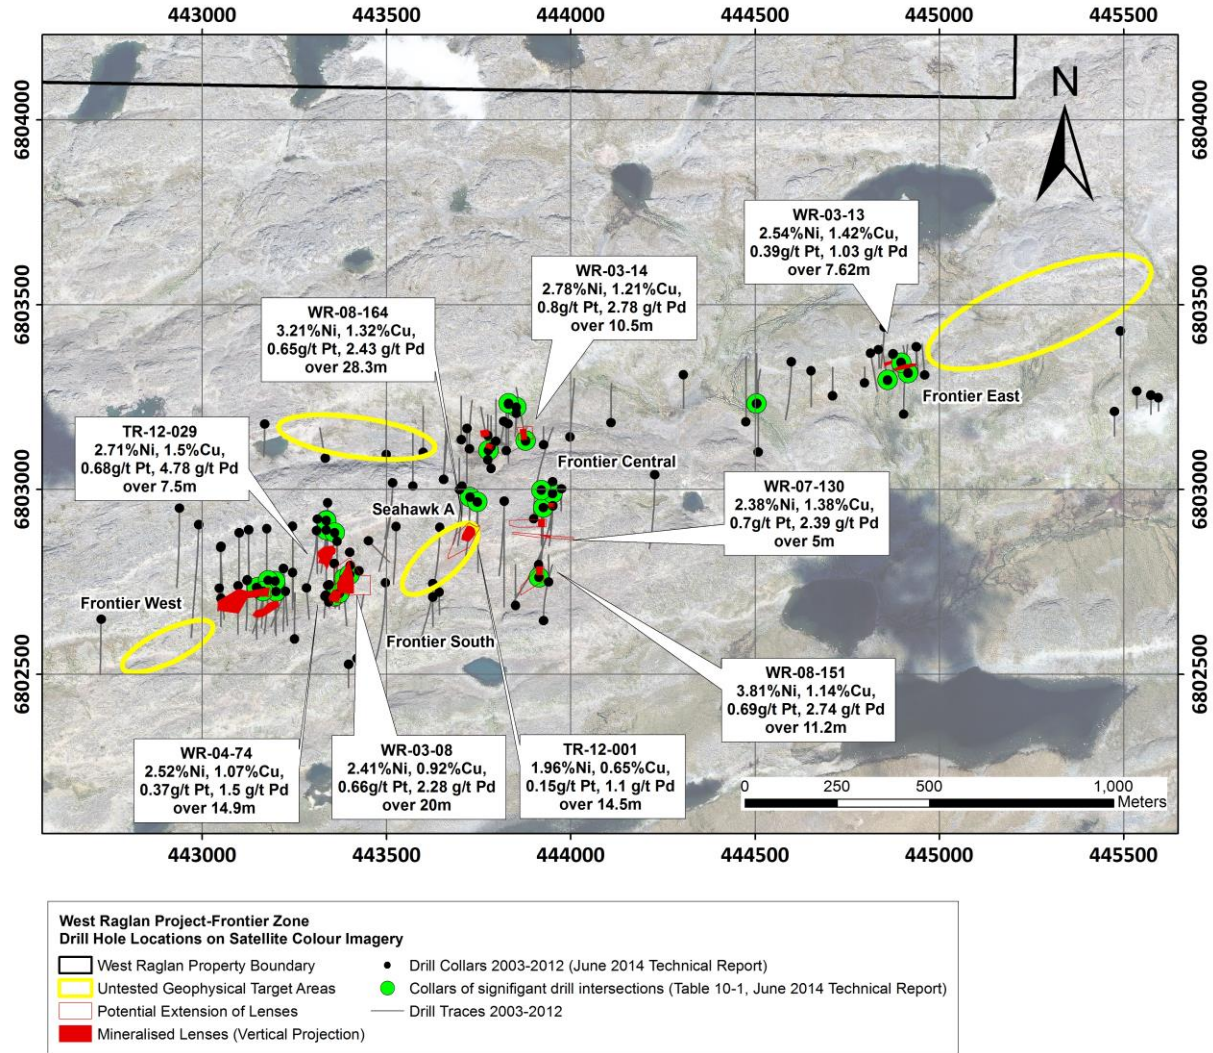 443000 443500 444000 444500 445000 445500
6804000
6804000
N
WR-03-13
2.54%Ni, 1.42%Cu,
0.39g/t Pt, 1.03 g/t Pd
over 7.62m
WR-03-14
2.78%Ni, 1.21%Cu,
0.8g/t Pt, 2.78 g/t Pd
over 10.5m
6803500
6803500
WR-08-164
3.21%Ni, 1.32%Cu,
0.65g/t Pt, 2.43 g/t Pd
over 28.3m
Frontier East
TR-12-029
2.71%Ni, 1.5%Cu,
0.68g/t Pt, 4.78 g/t Pd
over 7.5m
Frontier Central
6803000
6803000
WR-07-130
2.38%Ni, 1.38%Cu,
0.7g/t Pt, 2.39 g/t Pd
over 5m
Seahawk A
Frontier West
Frontier South
6802500
6802500
WR-08-151
3.81%Ni, 1.14%Cu,
0.69g/t Pt, 2.74 g/t Pd
over 11.2m
WR-04-74
2.52%Ni, 1.07%Cu,
0.37g/t Pt, 1.5 g/t Pd
over 14.9m
WR-03-08
2.41%Ni, 0.92%Cu,
0.66g/t Pt, 2.28 g/t Pd
over 20m
TR-12-001
1.96%Ni, 0.65%Cu,
0.15g/t Pt, 1.1 g/t Pd
over 14.5m
0 250 500 1,000
Meters
443000 443500 444000 444500 445000 445500
West Raglan Project-Frontier Zone
Drill Hole Locations on Satellite Colour Imagery
West Raglan Property Boundary
Untested Geophysical Target Areas
Potential Extension of Lenses
Mineralised Lenses (Vertical Projection)
Drill Collars 2003-2012 (June 2014 Technical Report)
Collars of signifigant drill intersections (Table 10-1, June 2014 Technical Report)
Drill Traces 2003-2012